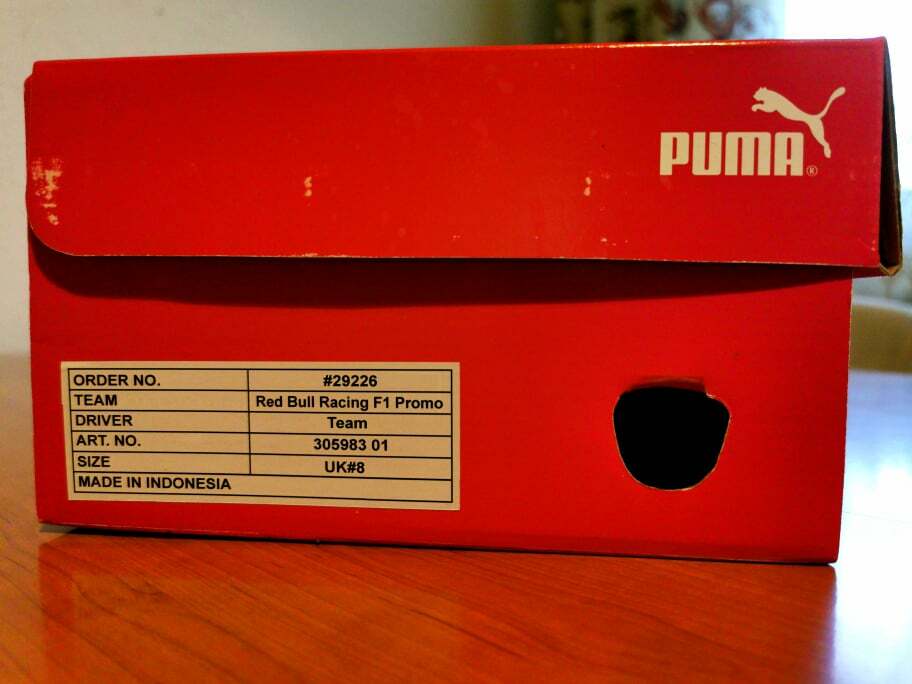 PUMA®
ORDER NO. #29226
TEAM Red Bull Racing F1 Promo
DRIVER Team
ART. NO. 305983 01
SIZE UK#8
MADE IN INDONESIA